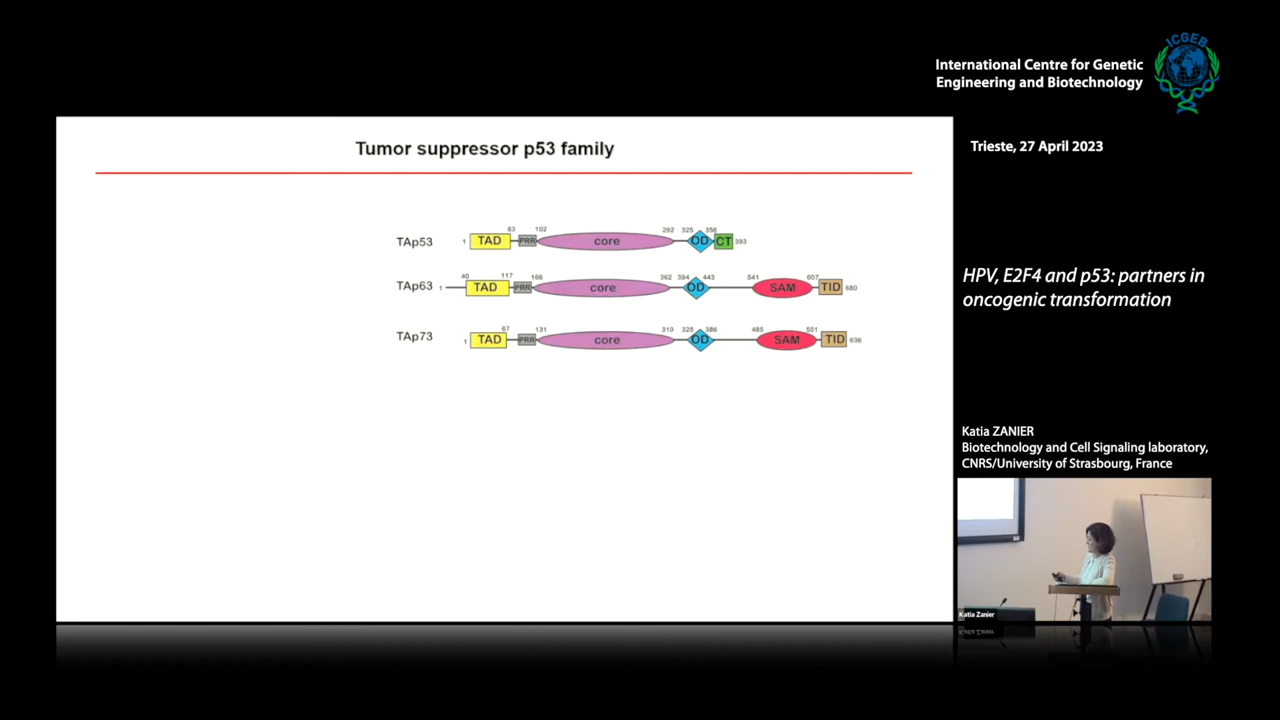 ICGEB
International Centre for Genetic
Engineering and Biotechnology
Trieste, 27 April 2023
Tumor suppressor p53 family
83 102 292 325 356
TAp53 1 TAD PRR core OD CT 393
40 117 166 362 394 443 541 607
TAp63 1 TAD PRR core OD SAM TID 680
67 131 310 325 386 485 551
TAp73 1 TAD PRR core OD SAM TID 636
HPV, E2F4 and p53: partners in
oncogenic transformation
Katia ZANIER
Biotechnology and Cell Signaling laboratory,
CNRS/University of Strasbourg, France
Katia Zanier